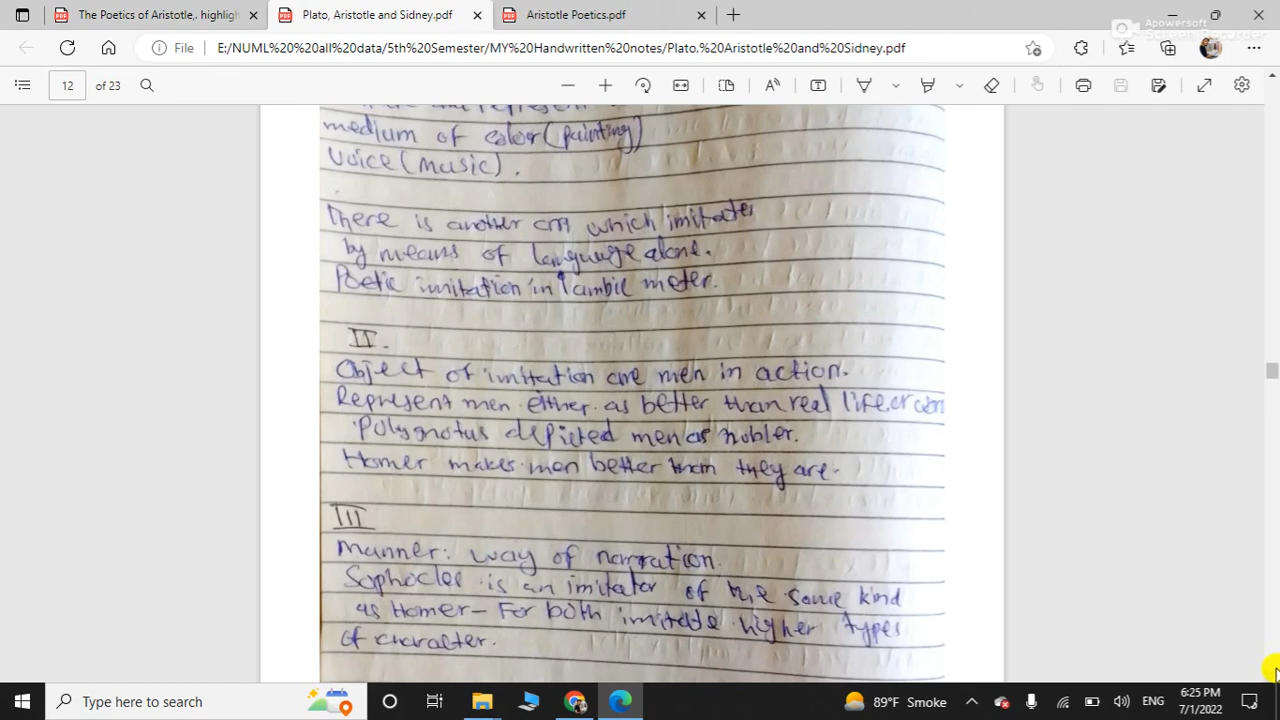 The Poetics of Aristotle,. highligh
Plato, Aristotle and Sidney.pdf
Aristotle Poetics.pdf
Apowersoft
Screen Recorder
File
E:/NUML%20%20all%20data/5th%20Semester/MY%20Handwritten%20notes/Plato,%20Aristotle%20and%20Sidney.pdf
12 of 23
represent
medium of color (painting)
Voice (Music).
There is another art which imitates
by means of language alone.
Poetic imitation in Iambic meter.
II.
Object of imitation are men in action.
Represent men either as better than real life or
Polygnotus depicted men as nobler.
Homer makes men better than they are.
III
Manner: way of narration.
Sophocles is an imitator of the same kind
as Homer- For both imitate higher types
of character.
Type here to search
89°F Smoke
ENG
6:25 PM
7/1/2022